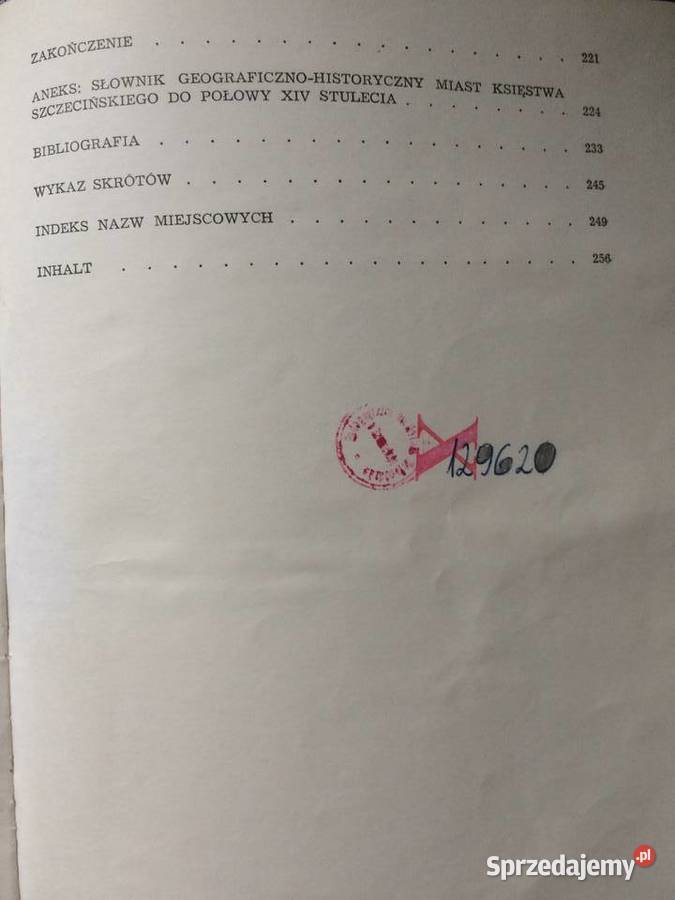 ZAKOŃCZENIE . . . . . . . . . . . . . . . . . 221
ANEKS: SŁOWNIK GEOGRAFICZNO-HISTORYCZNY MIAST KSIĘSTWA
SZCZECIŃSKIEGO DO POŁOWY XIV STULECIA . . . . . . . 224
BIBLIOGRAFIA . . . . . . . . . . . . . . . . . 233
WYKAZ SKRÓTÓW . . . . . . . . . . . . . . . . 245
INDEKS NAZW MIEJSCOWYCH . . . . . . . . . . . . 249
INHALT . . . . . . . . . . . . . . . . . . . 256
129620
Sprzedajemy.pl